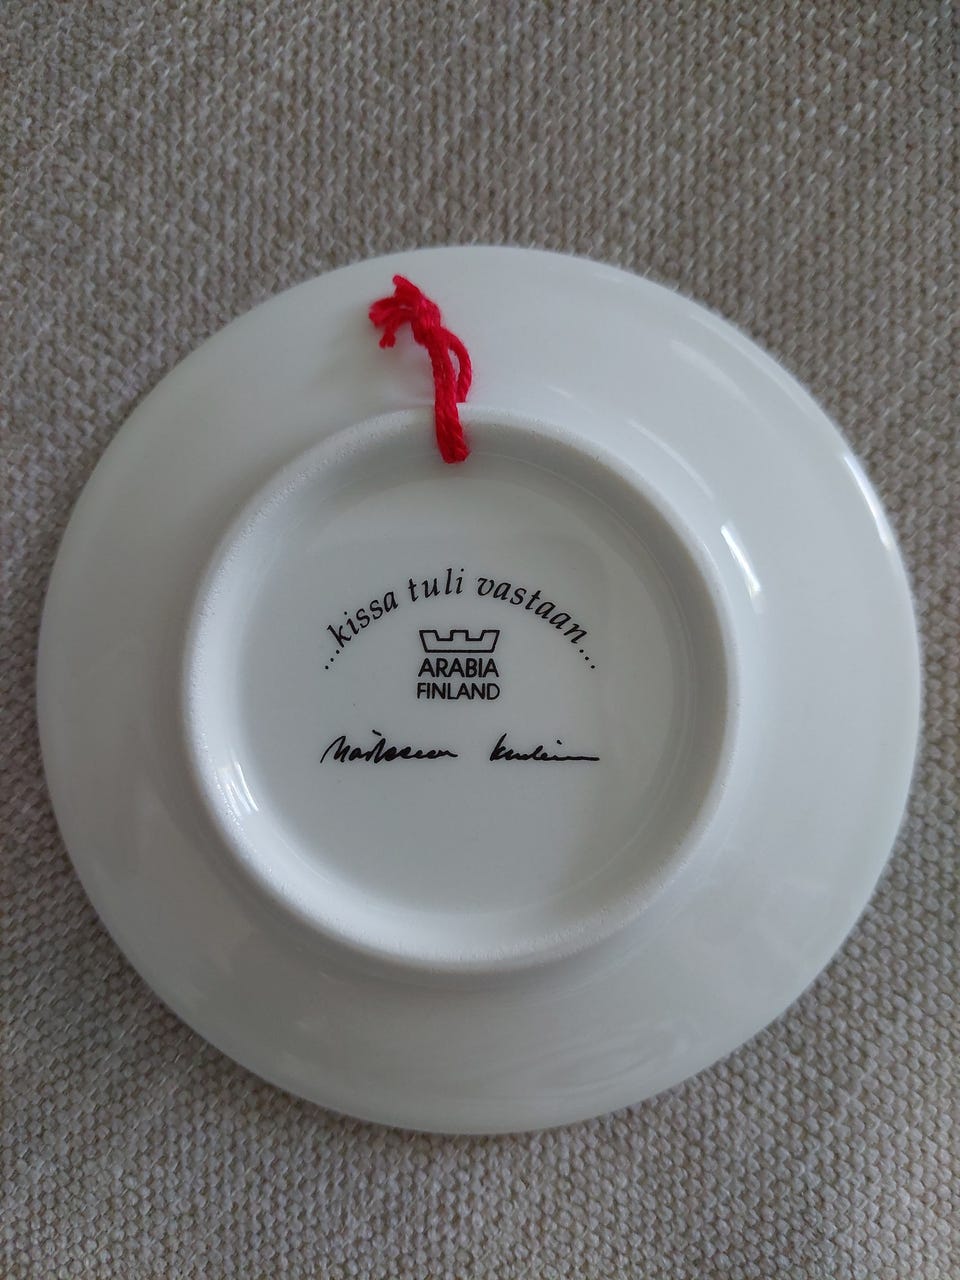 ...kissa tuli vastaan...
ARABIA
FINLAND